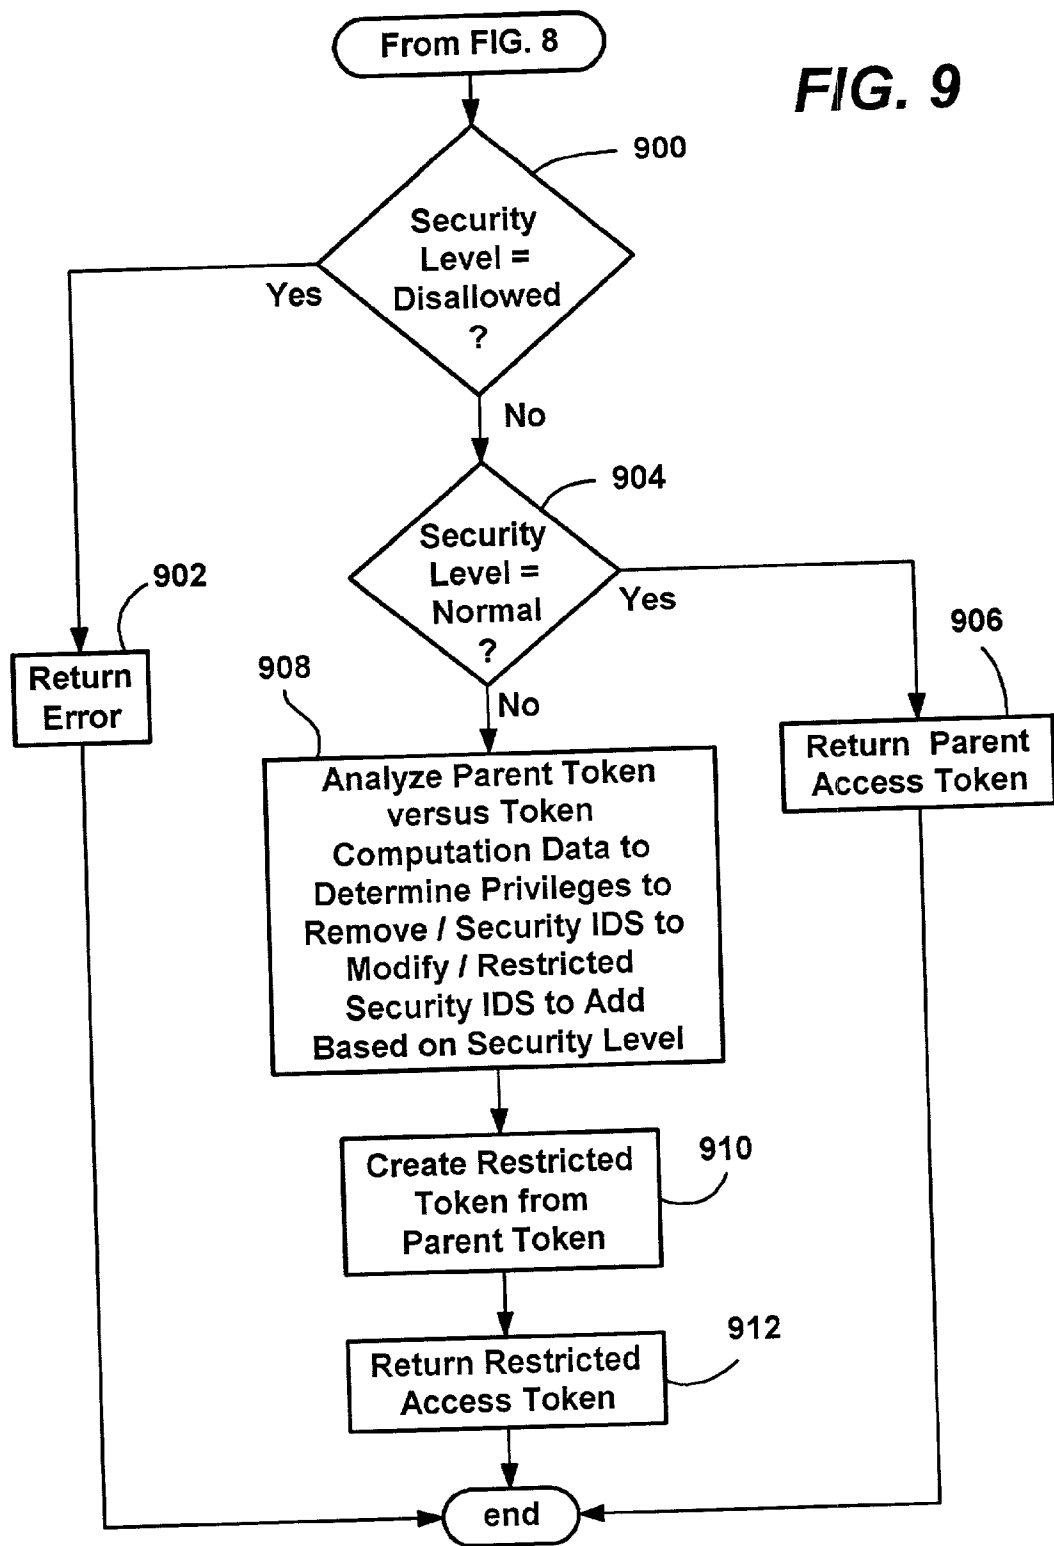 From FIG. 8
FIG. 9
900
Security
Level =
Disallowed
?
Yes
No
904
Security
Level =
Normal
?
Yes
No
902
Return
Error
906
Return Parent
Access Token
908
Analyze Parent Token
versus Token
Computation Data to
Determine Privileges to
Remove / Security IDS to
Modify / Restricted
Security IDS to Add
Based on Security Level
910
Create Restricted
Token from
Parent Token
912
Return Restricted
Access Token
end